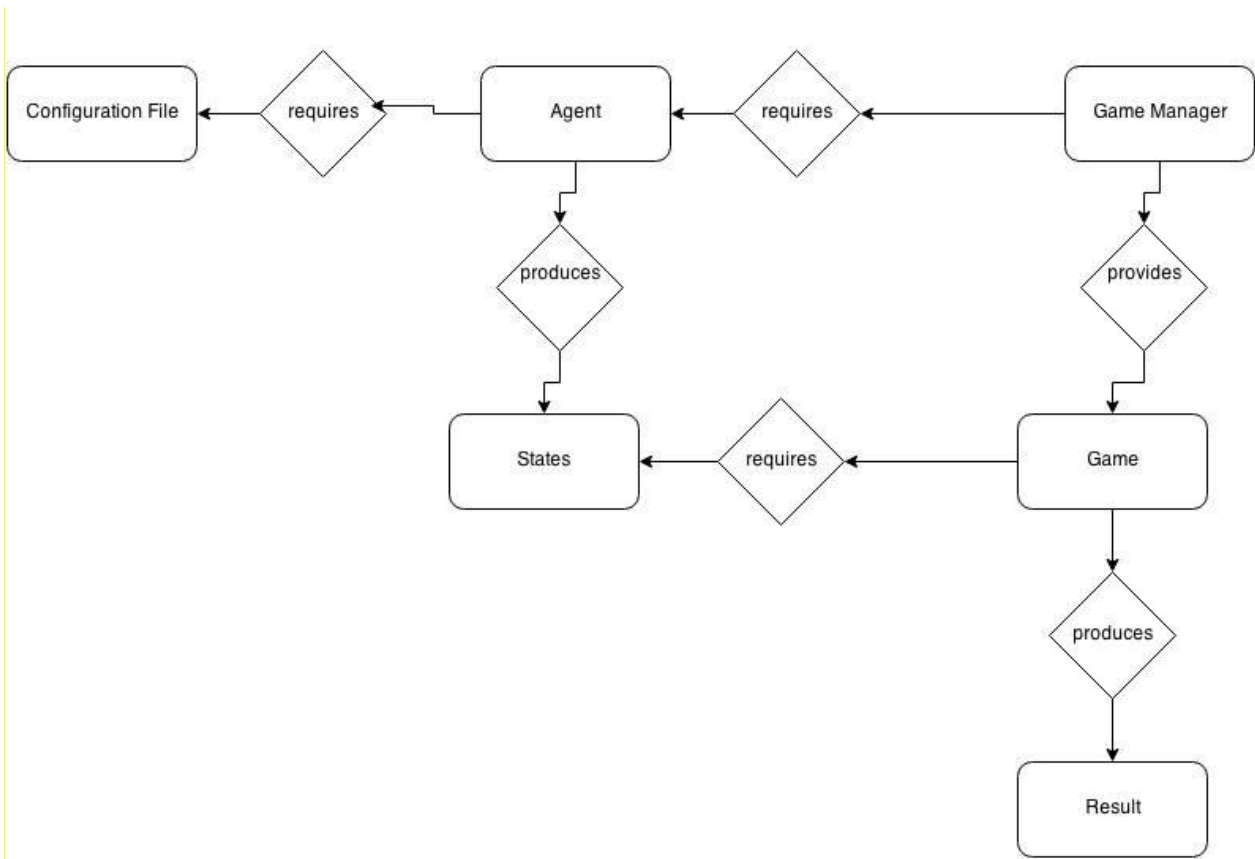 Configuration File
requires
Agent
requires
Game Manager
produces
provides
States
requires
Game
produces
Result